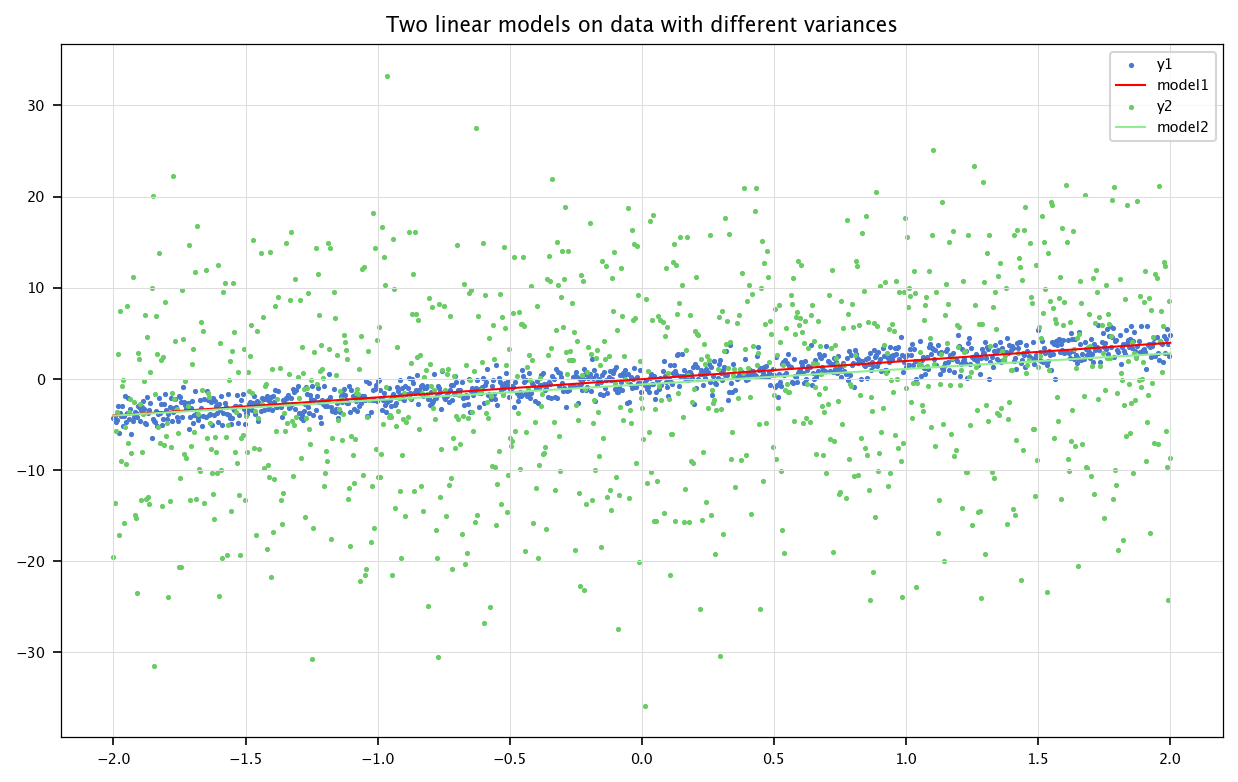 Two linear models on data with different variances
y1
model1
y2
model2
30
20
10
0
−10
−20
−30
−2.0 −1.5 −1.0 −0.5 0.0 0.5 1.0 1.5 2.0